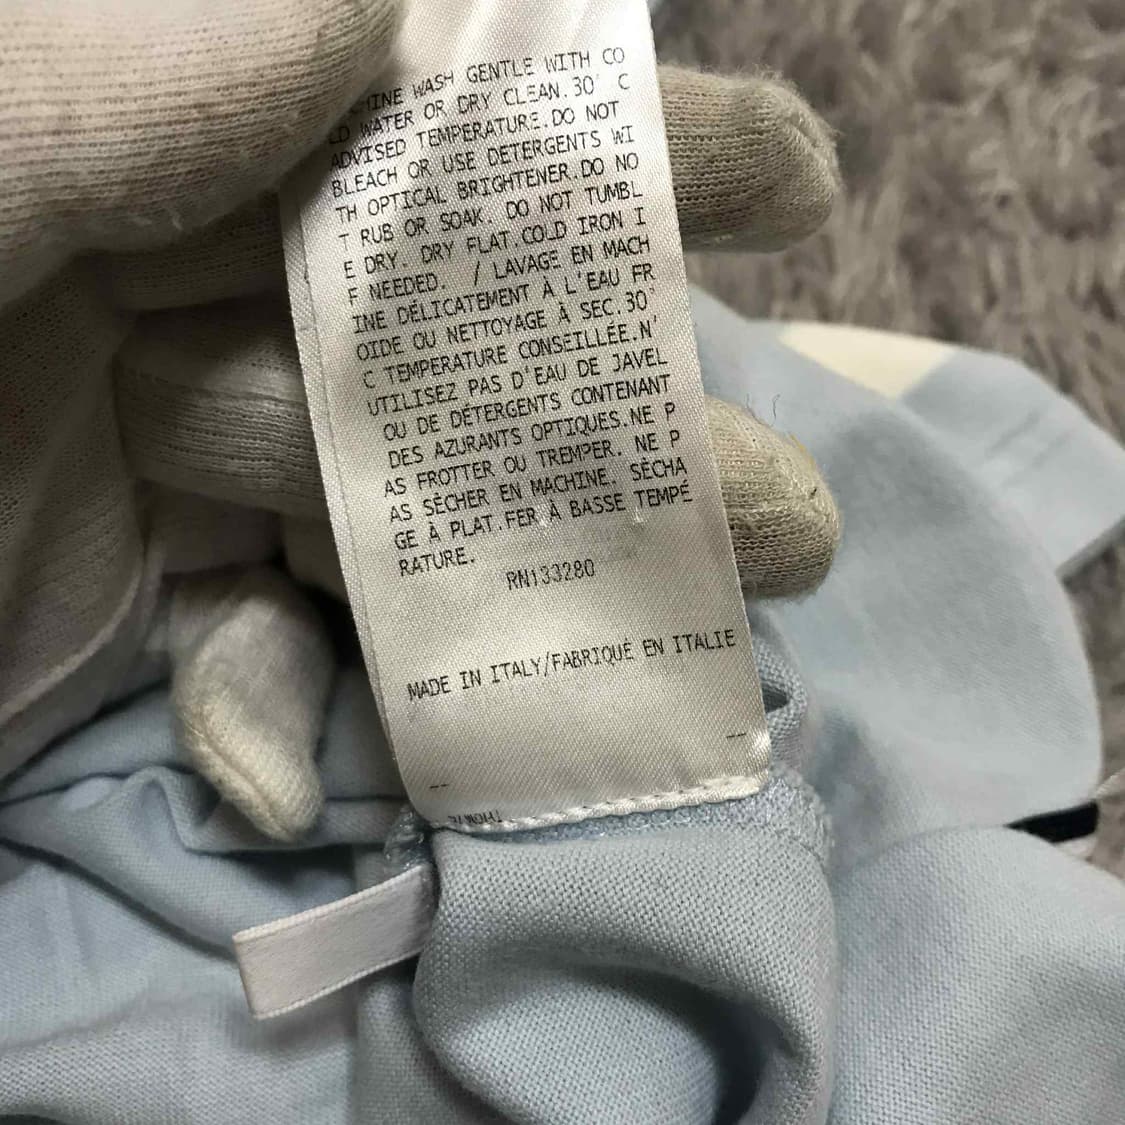 HINE WASH GENTLE WITH CO
LD WATER OR DRY CLEAN.30° C
ADVISED TEMPERATURE.DO NOT
BLEACH OR USE DETERGENTS WI
TH OPTICAL BRIGHTENER.DO NO
T RUB OR SOAK. DO NOT TUMBL
E DRY. DRY FLAT.COLD IRON I
F NEEDED. / LAVAGE EN MACH
INE DÉLICATEMENT À L'EAU FR
OIDE OU NETTOYAGE À SEC.30°
C TEMPERATURE CONSEILLÉE.N'
UTILISEZ PAS D'EAU DE JAVEL
OU DE DÉTERGENTS CONTENANT
DES AZURANTS OPTIQUES.NE P
AS FROTTER OU TREMPER. NE P
AS SÈCHER EN MACHINE. SÈCHA
GE À PLAT.FER À BASSE TEMPÉ
RATURE.
RN133280
MADE IN ITALY/FABRIQUÉ EN ITALIE
-- --